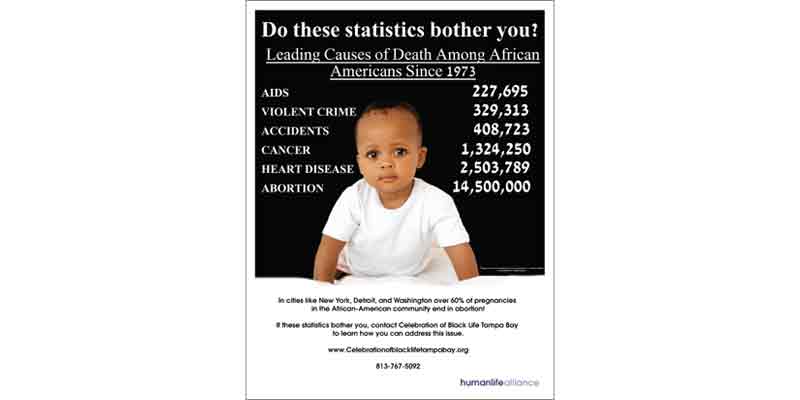 Do these statistics bother you?
Leading Causes of Death Among African
Americans Since 1973
AIDS 227,695
VIOLENT CRIME 329,313
ACCIDENTS 408,723
CANCER 1,324,250
HEART DISEASE 2,503,789
ABORTION 14,500,000
In cities like New York, Detroit, and Washington over 60% of pregnancies
in the African-American community end in abortion!
If these statistics bother you, contact Celebration of Black Life Tampa Bay
to learn how you can address this issue.
www.Celebrationofblacklifetampabay.org
813-767-5092
humanlifealliance